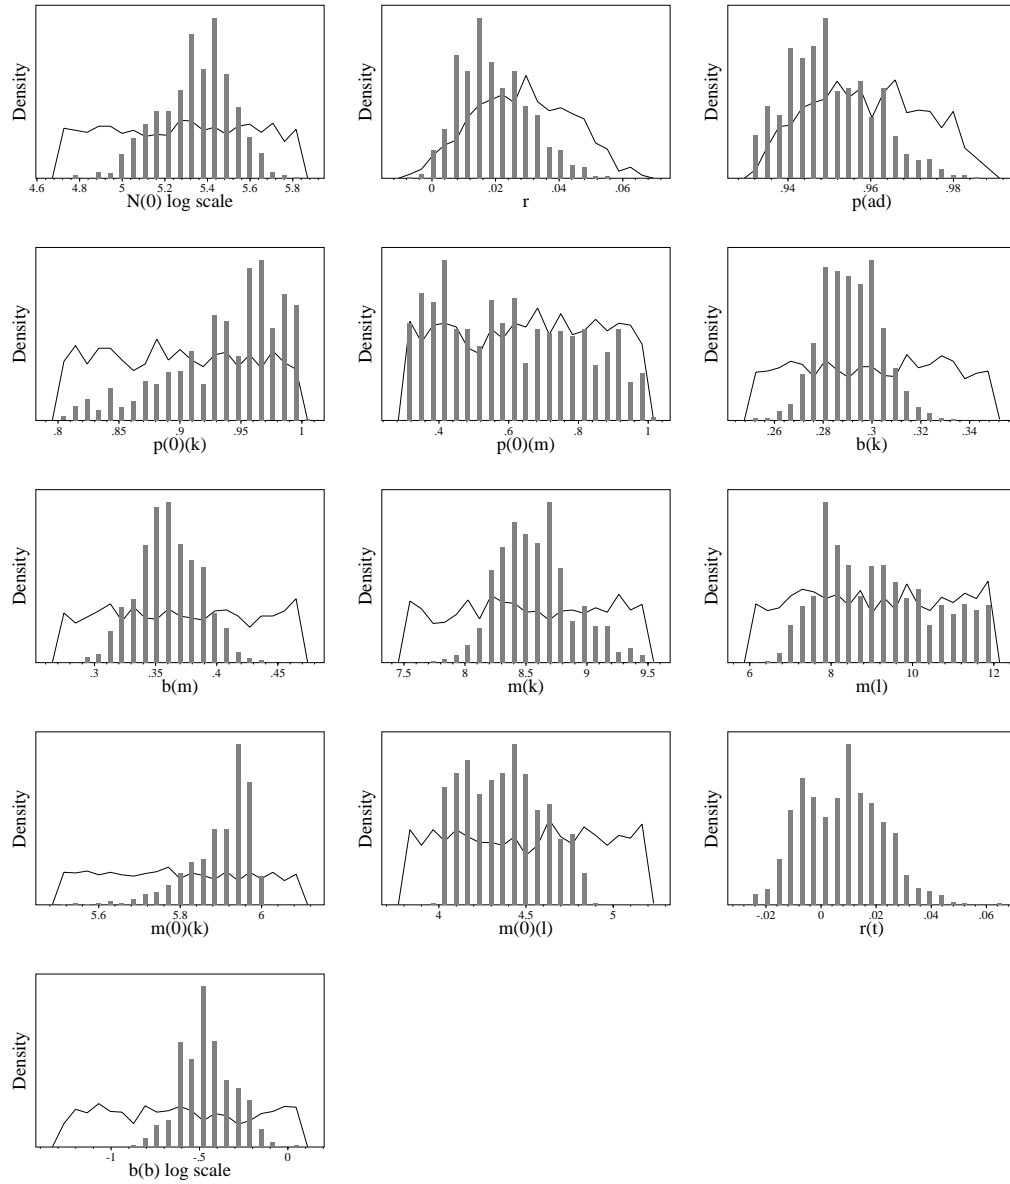 Density Density Density
4.6 4.8 5 5.2 5.4 5.6 5.8 0 .02 .04 .06 .94 .96 .98
N(0) log scale r p(ad)
Density Density Density
.8 .85 .9 .95 1 .4 .6 .8 1 .26 .28 .3 .32 .34
p(0)(k) p(0)(m) b(k)
Density Density Density
.3 .35 .4 .45 7.5 8 8.5 9 9.5 6 8 10 12
b(m) m(k) m(l)
Density Density Density
5.6 5.8 6 4 4.5 5 -.02 0 .02 .04 .06
m(0)(k) m(0)(l) r(t)
Density
-1 -.5 0
b(b) log scale